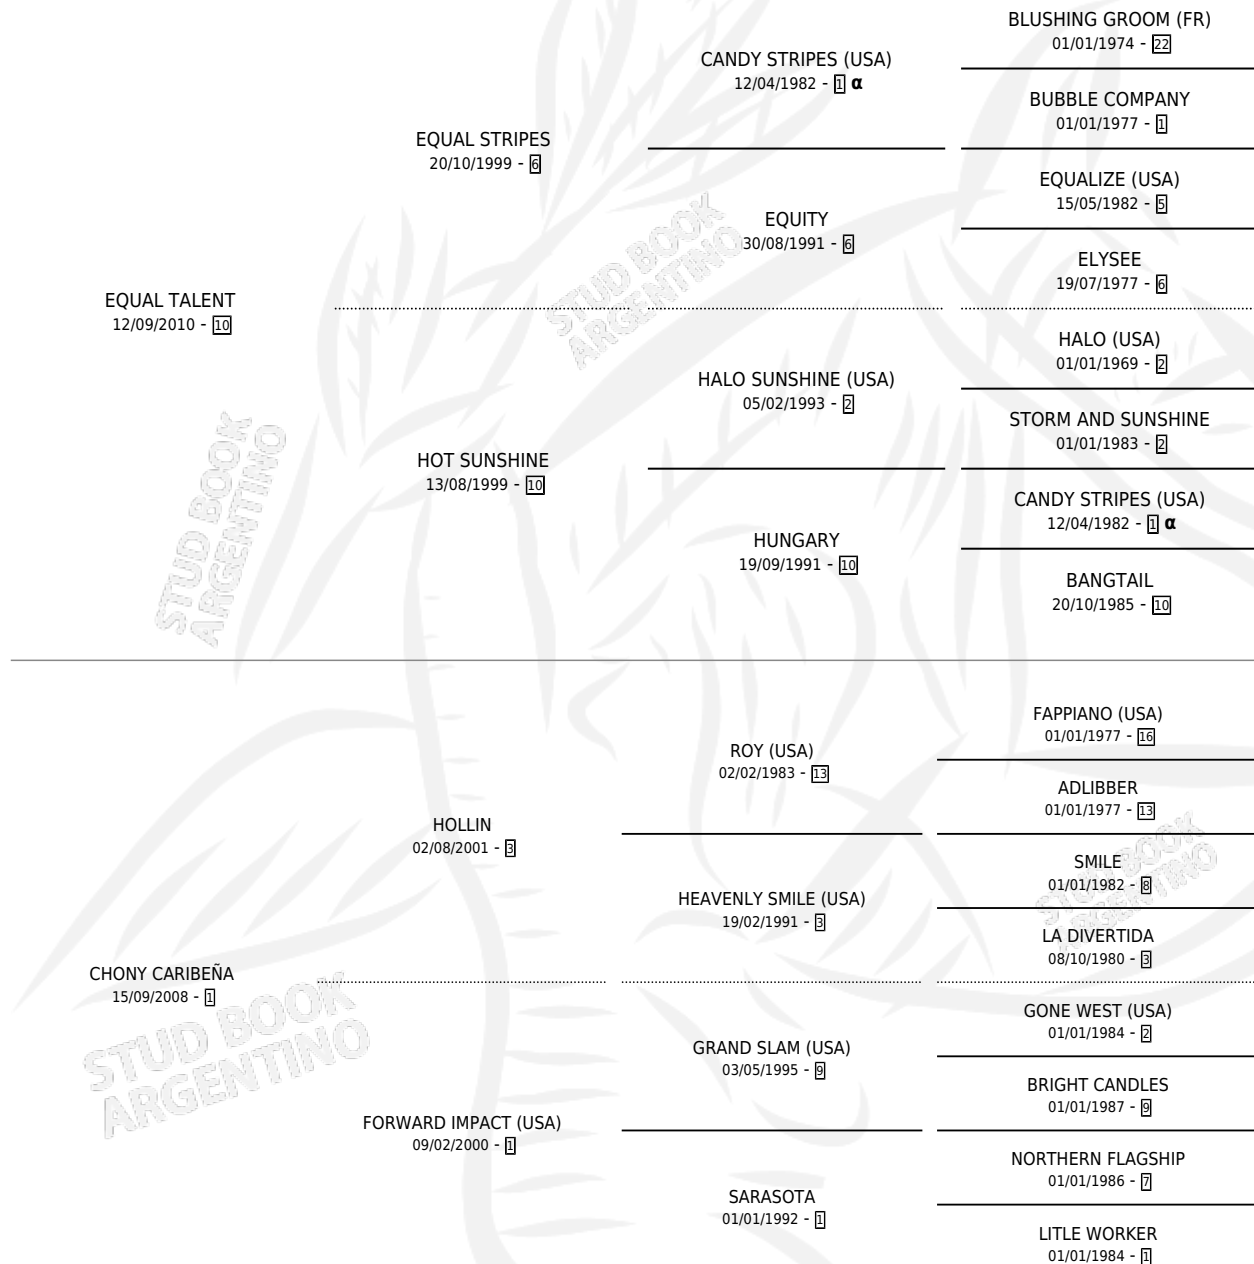 BLUSHING GROOM (FR)
01/01/1974 - 22
CANDY STRIPES (USA)
12/04/1982 - 1 α
BUBBLE COMPANY
01/01/1977 - 1
EQUAL STRIPES
20/10/1999 - 6
EQUALIZE (USA)
15/05/1982 - 5
EQUITY
30/08/1991 - 6
ELYSEE
19/07/1977 - 6
EQUAL TALENT
12/09/2010 - 10
HALO (USA)
01/01/1969 - 2
HALO SUNSHINE (USA)
05/02/1993 - 2
STORM AND SUNSHINE
01/01/1983 - 2
HOT SUNSHINE
13/08/1999 - 10
CANDY STRIPES (USA)
12/04/1982 - 1 α
HUNGARY
19/09/1991 - 10
BANGTAIL
20/10/1985 - 10
STUD BOOK
ARGENTINO
STUD BOOK
ARGENTINO
FAPPIANO (USA)
01/01/1977 - 16
ROY (USA)
02/02/1983 - 13
ADLIBBER
01/01/1977 - 13
HOLLIN
02/08/2001 - 3
SMILE
01/01/1982 - 8
HEAVENLY SMILE (USA)
19/02/1991 - 3
LA DIVERTIDA
08/10/1980 - 3
CHONY CARIBEÑA
15/09/2008 - 1
GONE WEST (USA)
01/01/1984 - 2
GRAND SLAM (USA)
03/05/1995 - 9
BRIGHT CANDLES
01/01/1987 - 9
FORWARD IMPACT (USA)
09/02/2000 - 1
NORTHERN FLAGSHIP
01/01/1986 - 7
SARASOTA
01/01/1992 - 1
LITLE WORKER
01/01/1984 - 1
STUD BOOK
ARGENTINO
STUD BOOK
ARGENTINO